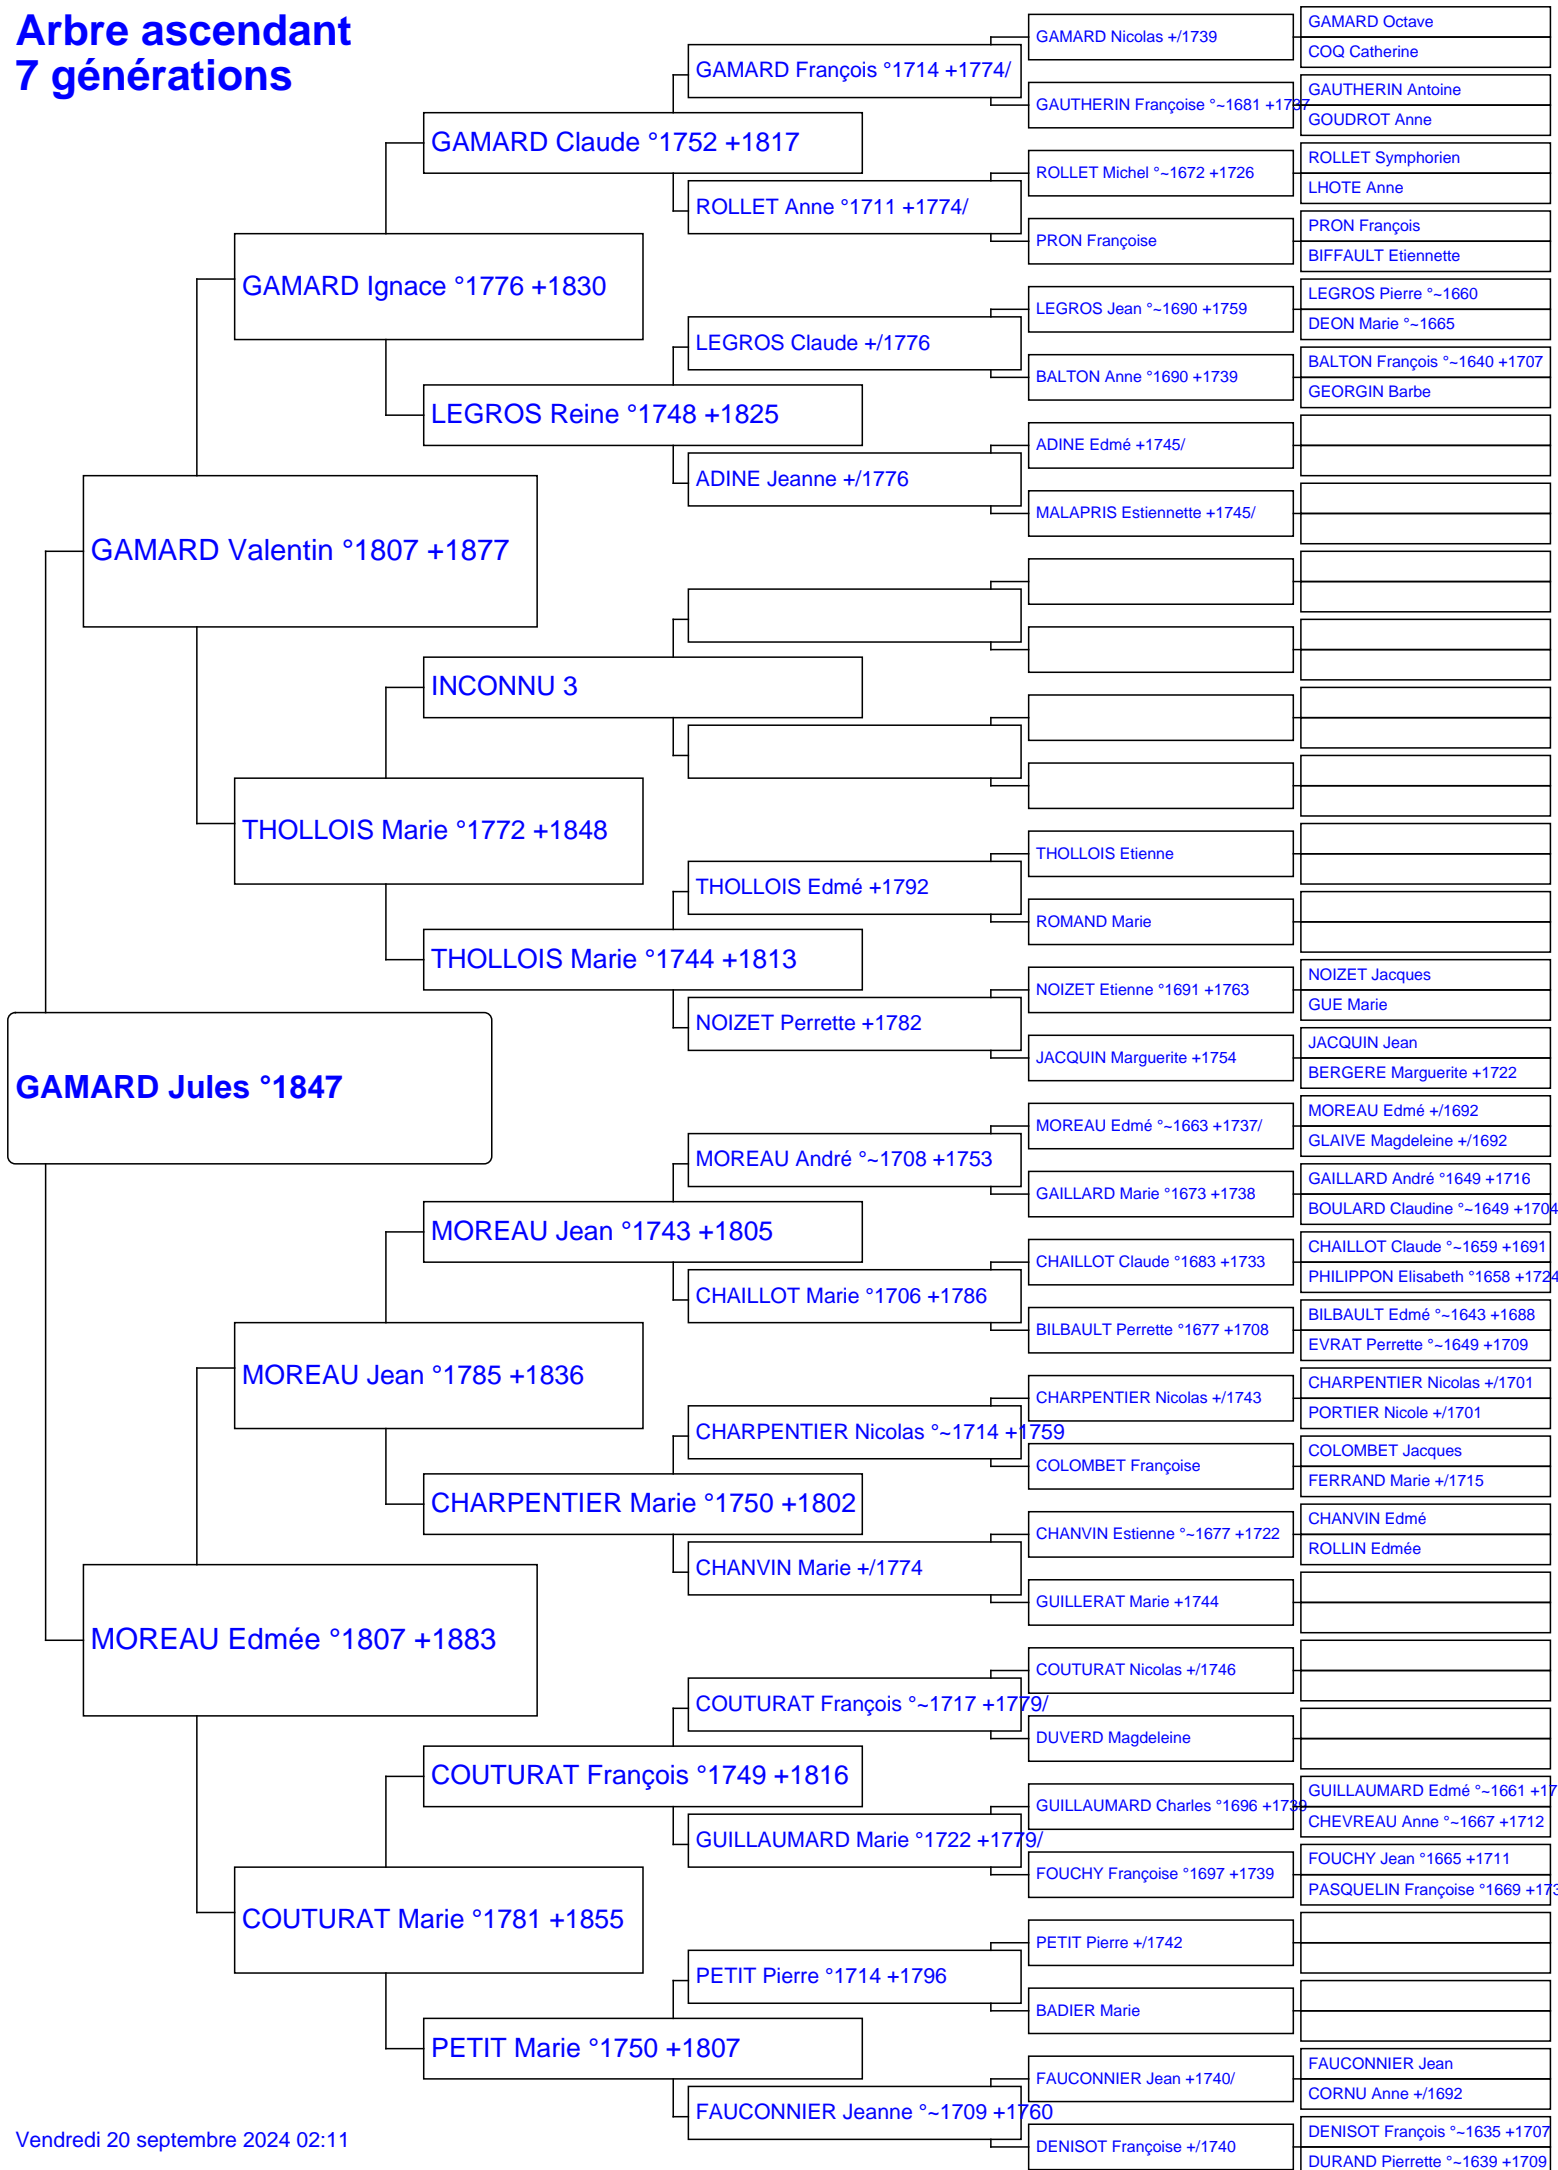 Arbre ascendant
7 générations
GAMARD Jules °1847
GAMARD Valentin °1807 +1877
MOREAU Edmée °1807 +1883
GAMARD Ignace °1776 +1830
THOLLOIS Marie °1772 +1848
MOREAU Jean °1785 +1836
COUTURAT Marie °1781 +1855
GAMARD Claude °1752 +1817
LEGROS Reine °1748 +1825
INCONNU 3
THOLLOIS Marie °1744 +1813
MOREAU Jean °1743 +1805
CHARPENTIER Marie °1750 +1802
COUTURAT François °1749 +1816
PETIT Marie °1750 +1807
GAMARD François °1714 +1774/
ROLLET Anne °1711 +1774/
LEGROS Claude +/1776
ADINE Jeanne +/1776
THOLLOIS Edmé +1792
NOIZET Perrette +1782
MOREAU André °~1708 +1753
CHAILLOT Marie °1706 +1786
CHARPENTIER Nicolas °~1714 +1759
CHANVIN Marie +/1774
COUTURAT François °~1717 +1779/
GUILLAUMARD Marie °1722 +1779/
PETIT Pierre °1714 +1796
FAUCONNIER Jeanne °~1709 +1760
GAMARD Nicolas +/1739
GAUTHERIN Françoise °~1681 +1737
ROLLET Michel °~1672 +1726
PRON Françoise
LEGROS Jean °~1690 +1759
BALTON Anne °1690 +1739
ADINE Edmé +1745/
MALAPRIS Estiennette +1745/
THOLLOIS Etienne
ROMAND Marie
NOIZET Etienne °1691 +1763
JACQUIN Marguerite +1754
MOREAU Edmé °~1663 +1737/
GAILLARD Marie °1673 +1738
CHAILLOT Claude °1683 +1733
BILBAULT Perrette °1677 +1708
CHARPENTIER Nicolas +/1743
COLOMBET Françoise
CHANVIN Estienne °~1677 +1722
GUILLERAT Marie +1744
COUTURAT Nicolas +/1746
DUVERD Magdeleine
GUILLAUMARD Charles °1696 +1739
FOUCHY Françoise °1697 +1739
PETIT Pierre +/1742
BADIER Marie
FAUCONNIER Jean +1740/
DENISOT Françoise +/1740
GAMARD Octave
COQ Catherine
GAUTHERIN Antoine
GOUDROT Anne
ROLLET Symphorien
LHOTE Anne
PRON François
BIFFAULT Etiennette
LEGROS Pierre °~1660
DEON Marie °~1665
BALTON François °~1640 +1707
GEORGIN Barbe
NOIZET Jacques
GUE Marie
JACQUIN Jean
BERGERE Marguerite +1722
MOREAU Edmé +/1692
GLAIVE Magdeleine +/1692
GAILLARD André °1649 +1716
BOULARD Claudine °~1649 +1704
CHAILLOT Claude °~1659 +1691
PHILIPPON Elisabeth °1658 +1724
BILBAULT Edmé °~1643 +1688
EVRAT Perrette °~1649 +1709
CHARPENTIER Nicolas +/1701
PORTIER Nicole +/1701
COLOMBET Jacques
FERRAND Marie +/1715
CHANVIN Edmé
ROLLIN Edmée
GUILLAUMARD Edmé °~1661 +17
CHEVREAU Anne °~1667 +1712
FOUCHY Jean °1665 +1711
PASQUELIN Françoise °1669 +173
FAUCONNIER Jean
CORNU Anne +/1692
DENISOT François °~1635 +1707
DURAND Pierrette °~1639 +1709
Vendredi 20 septembre 2024 02:11